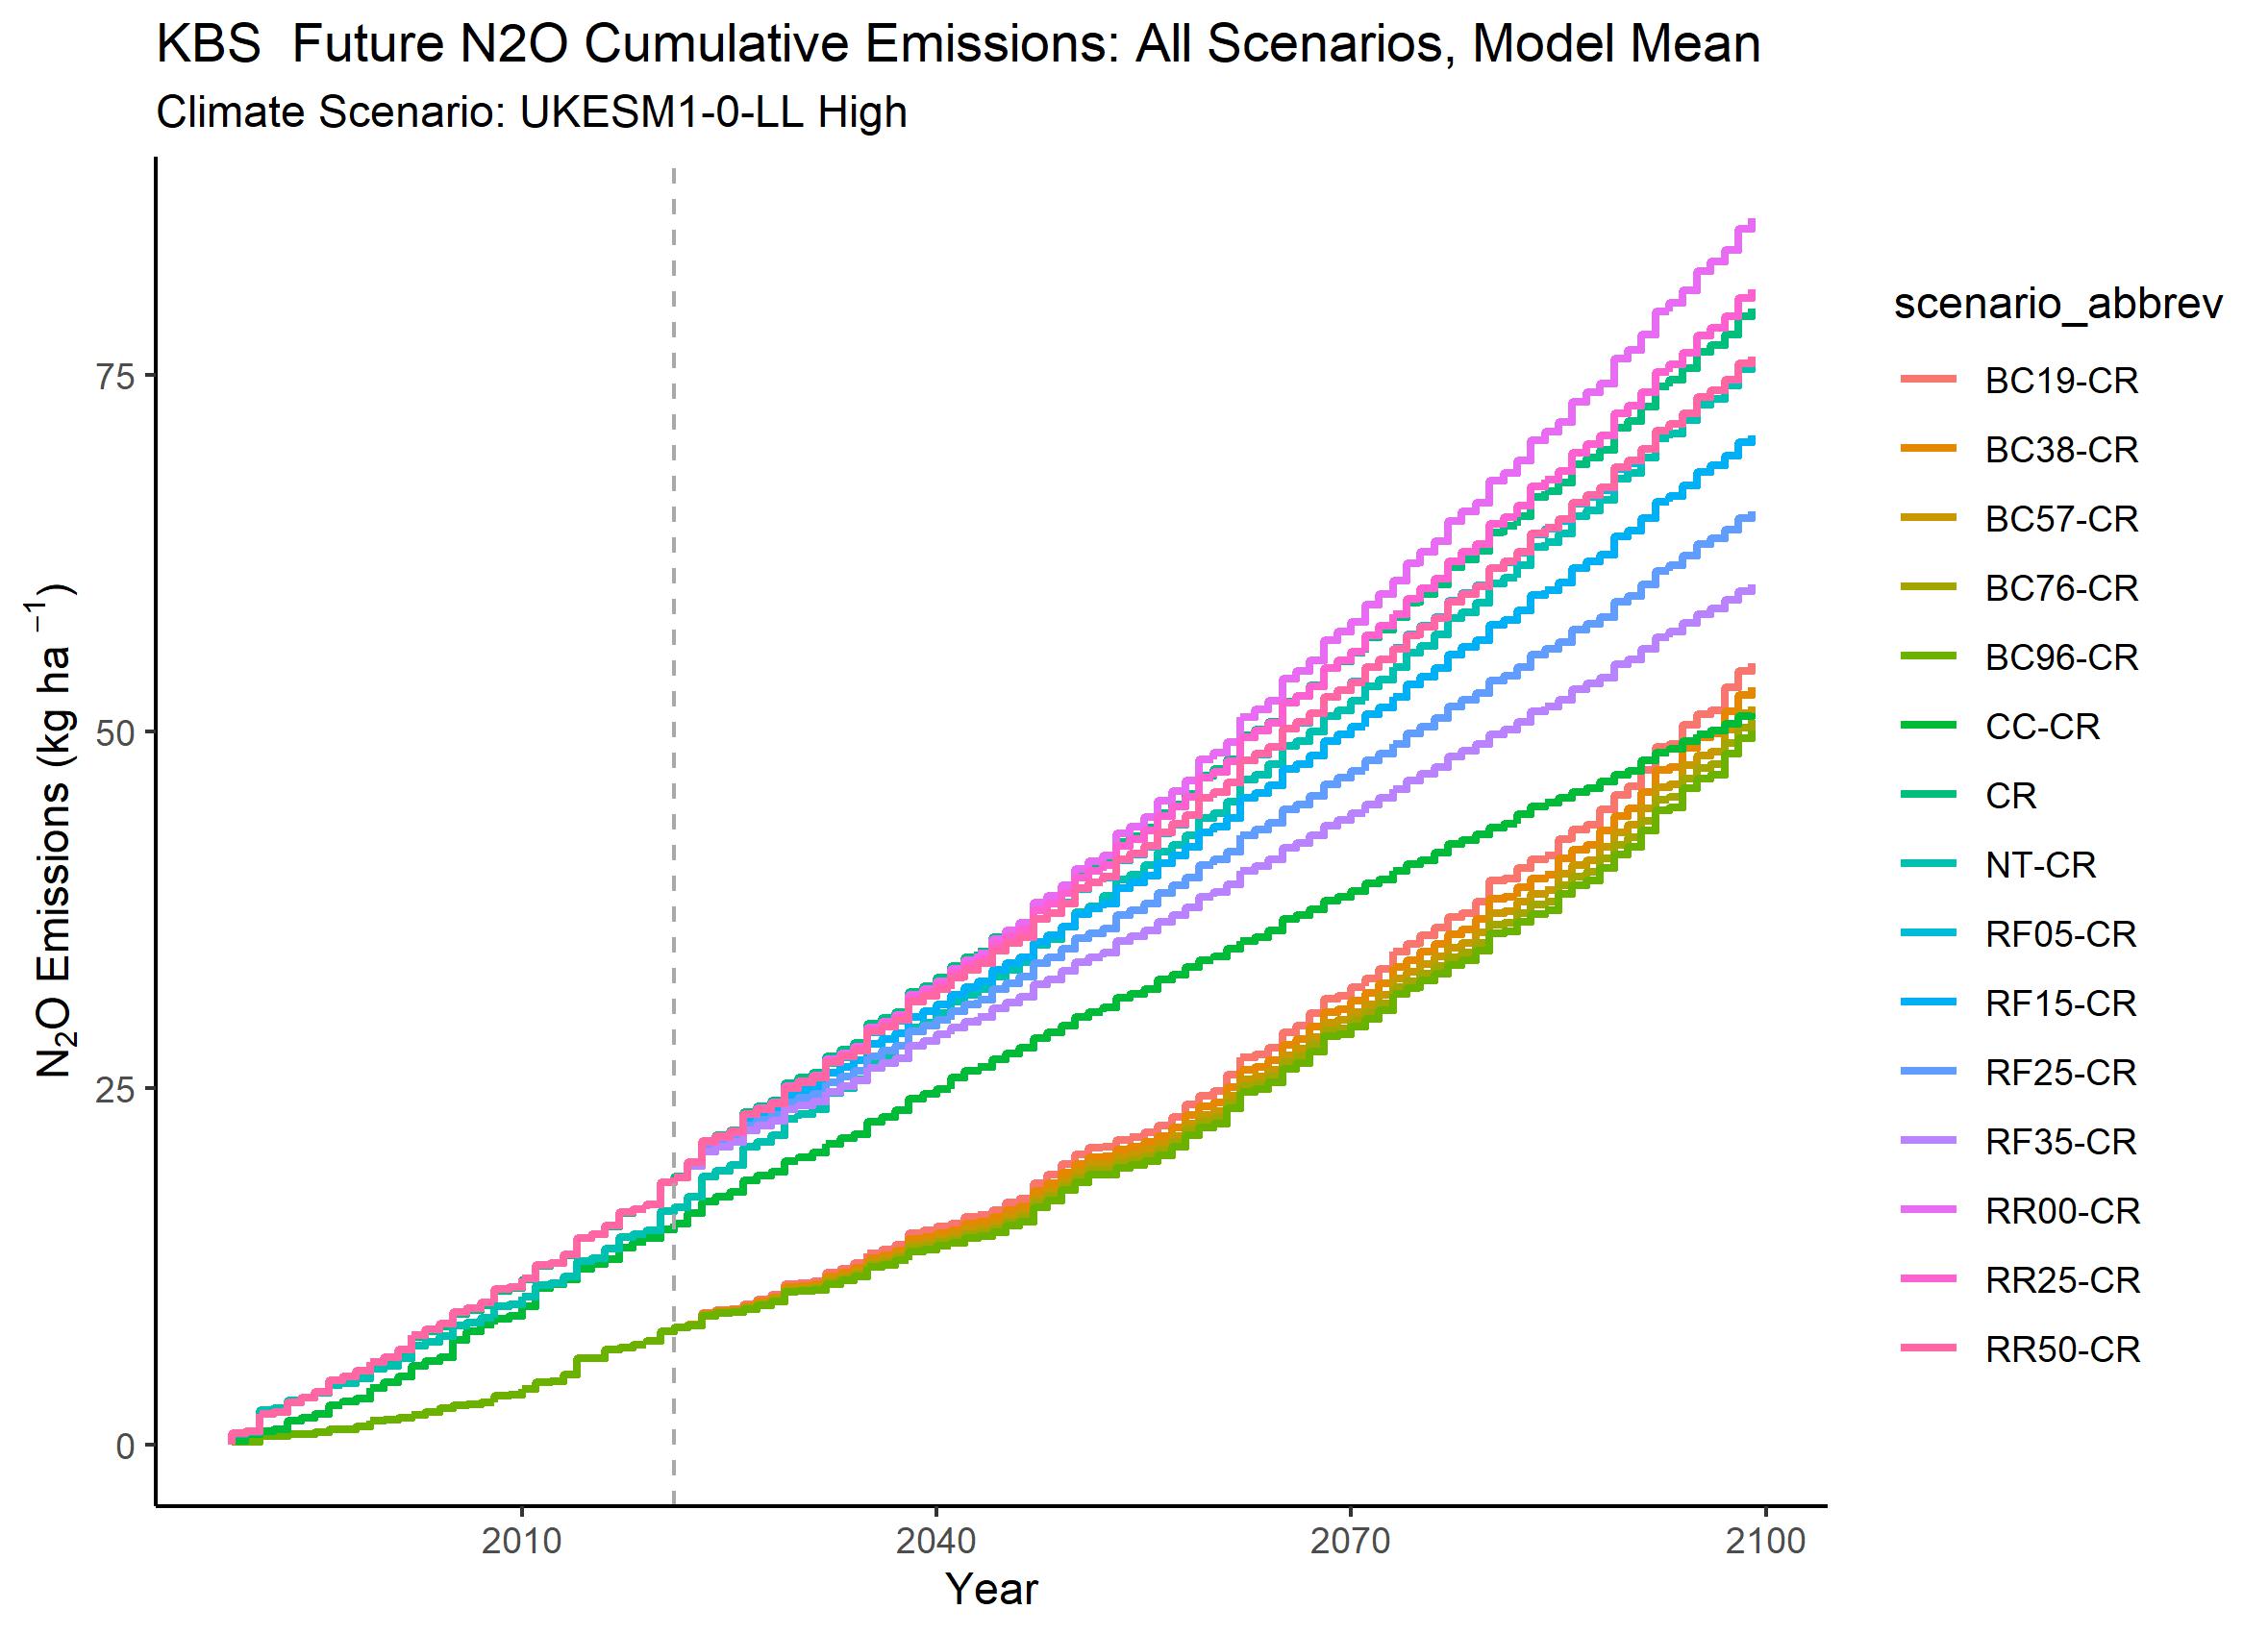 KBS  Future N2O Cumulative Emissions: All Scenarios, Model Mean
Climate Scenario: UKESM1-0-LL High
N₂O Emissions (kg ha ⁻¹)
75
50
25
0
2010
2040
2070
2100
Year
scenario_abbrev
BC19-CR
BC38-CR
BC57-CR
BC76-CR
BC96-CR
CC-CR
CR
NT-CR
RF05-CR
RF15-CR
RF25-CR
RF35-CR
RR00-CR
RR25-CR
RR50-CR